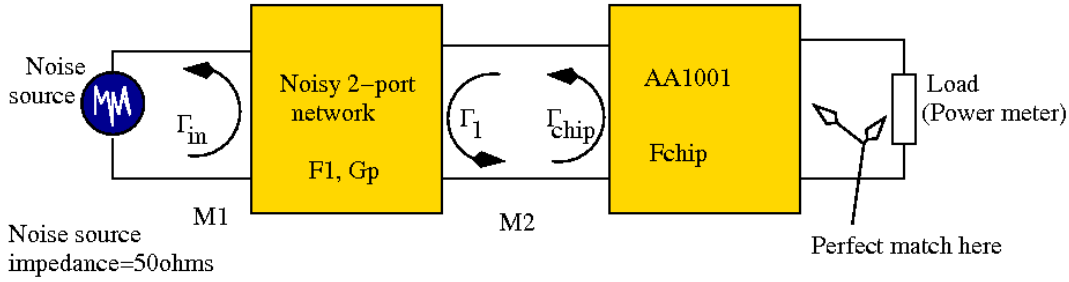 Noise
source
Γin
M1
Noise source
impedance=50ohms
Noisy 2−port
network
F1, Gp
Γ1
Γchip
M2
AA1001
Fchip
Load
(Power meter)
Perfect match here